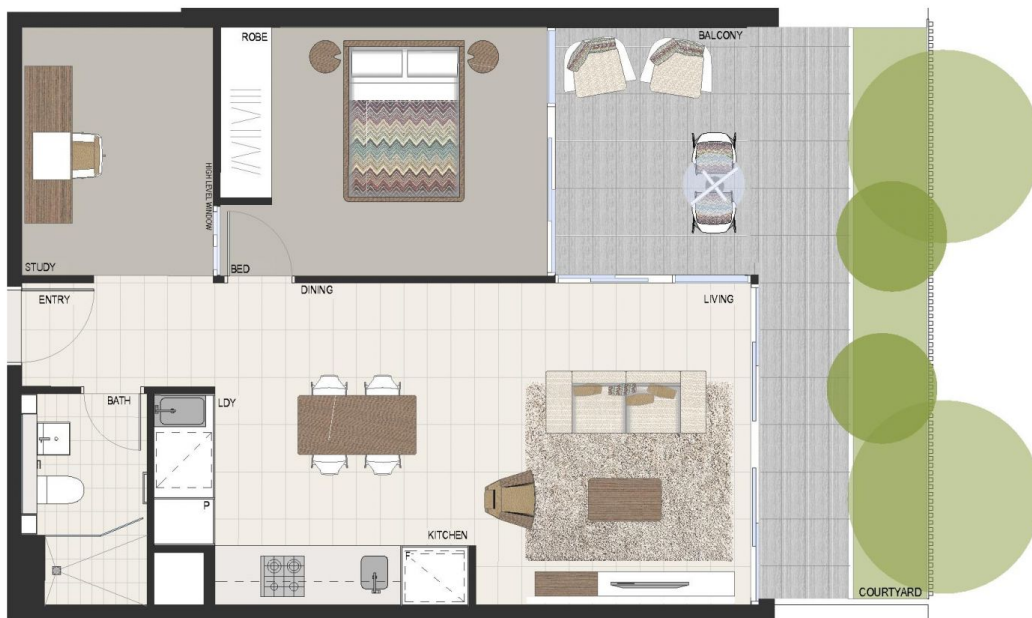 ROBE
BALCONY
HIGH LEVEL WINDOW
STUDY
BED
ENTRY
DINING
LIVING
BATH
LDY
P
KITCHEN
F
COURTYARD